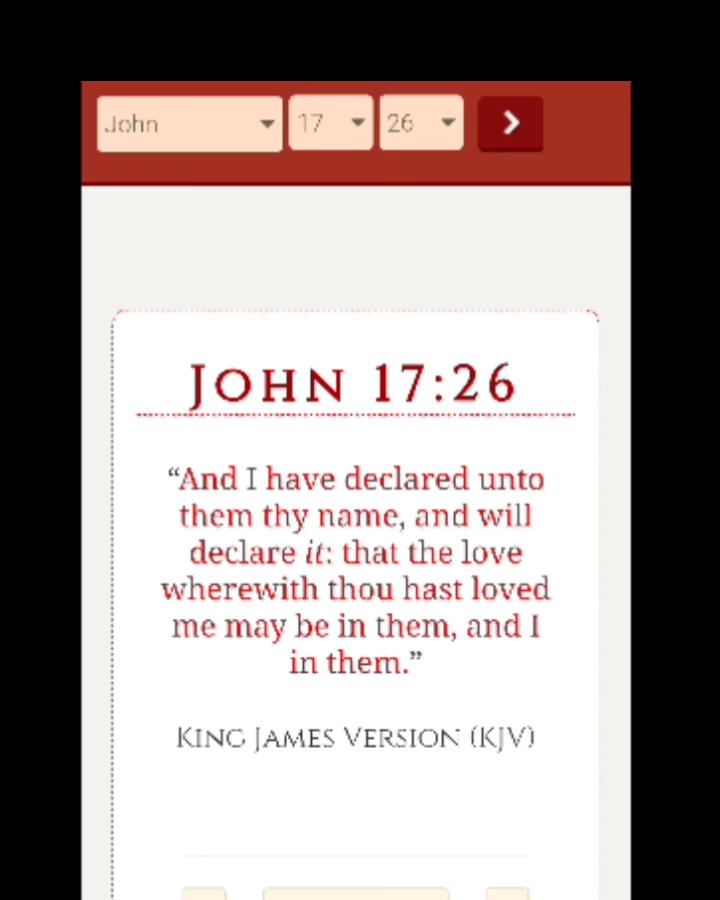 John 17 26
John 17:26
“And I have declared unto
them thy name, and will
declare it: that the love
wherewith thou hast loved
me may be in them, and I
in them.”
King James Version (KJV)